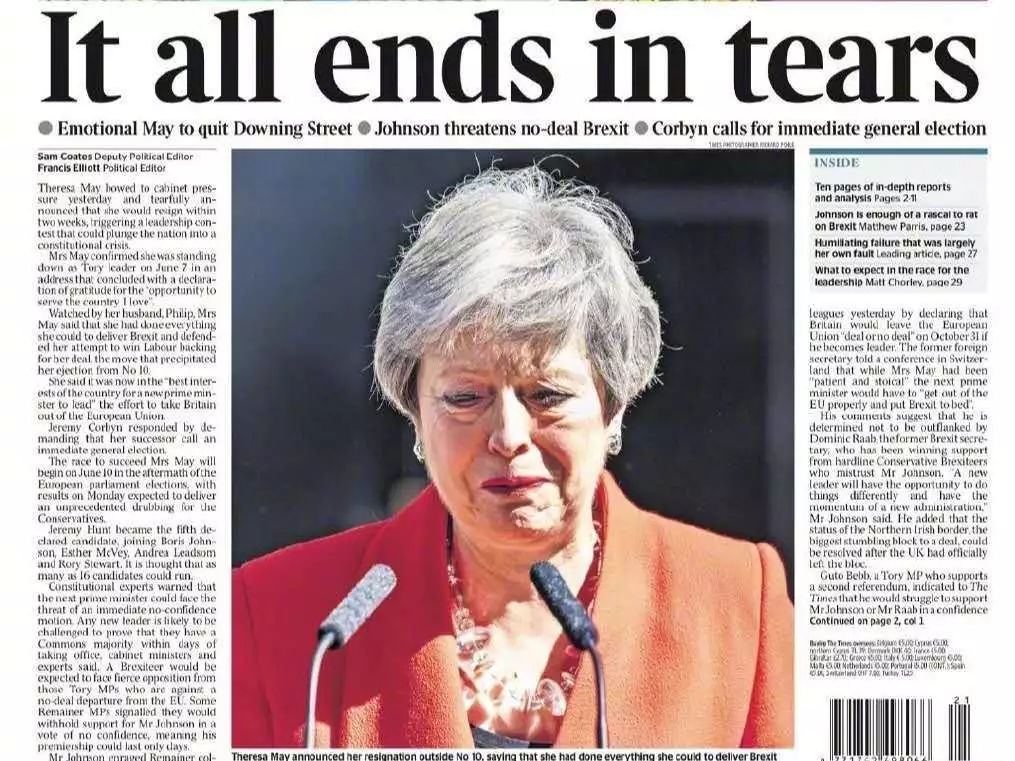 It all ends in tears
Emotional May to quit Downing Street ● Johnson threatens no-deal Brexit ● Corbyn calls for immediate general election
TIMES PHOTOGRAPHER RICHARD POHLE
Sam Coates Deputy Political Editor
Francis Elliott Political Editor
Theresa May bowed to cabinet pres-
sure yesterday and tearfully an-
nounced that she would resign within
two weeks, triggering a leadership con-
test that could plunge the nation into a
constitutional crisis.
Mrs May confirmed she was standing
down as Tory leader on June 7 in an
address that concluded with a declara-
tion of gratitude for the "opportunity to
serve the country I love".
Watched by her husband, Philip, Mrs
May said that she had done everything
she could to deliver Brexit and defend-
ed her attempt to win Labour backing
for her deal, the move that precipitated
her ejection from No 10.
She said it was now in the "best inter-
ests of the country for a new prime min-
ister to lead" the effort to take Britain
out of the European Union.
Jeremy Corbyn responded by de-
manding that her successor call an
immediate general election.
The race to succeed Mrs May will
begin on June 10 in the aftermath of the
European parliament elections, with
results on Monday expected to deliver
an unprecedented drubbing for the
Conservatives.
Jeremy Hunt became the fifth de-
clared candidate, joining Boris John-
son, Esther McVey, Andrea Leadsom
and Rory Stewart. It is thought that as
many as 16 candidates could run.
Constitutional experts warned that
the next prime minister could face the
threat of an immediate no-confidence
motion. Any new leader is likely to be
challenged to prove that they have a
Commons majority within days of
taking office, cabinet ministers and
experts said. A Brexiteer would be
expected to face fierce opposition from
those Tory MPs who are against a
no-deal departure from the EU. Some
Remainer MPs signalled they would
withhold support for Mr Johnson in a
vote of no confidence, meaning his
premiership could last only days.
Mr Johnson enraged Remainer col-
Theresa May announced her resignation outside No 10, saying that she had done everything she could to deliver Brexit
INSIDE
Ten pages of in-depth reports
and analysis Pages 2-11
Johnson is enough of a rascal to rat
on Brexit Matthew Parris, page 23
Humiliating failure that was largely
her own fault Leading article, page 27
What to expect in the race for the
leadership Matt Chorley, page 29
leagues yesterday by declaring that
Britain would leave the European
Union "deal or no deal" on October 31 if
he becomes leader. The former foreign
secretary told a conference in Switzer-
land that while Mrs May had been
"patient and stoical" the next prime
minister would have to "get out of the
EU properly and put Brexit to bed".
His comments suggest that he is
determined not to be outflanked by
Dominic Raab, the former Brexit secre-
tary, who has been winning support
from hardline Conservative Brexiteers
who mistrust Mr Johnson. "A new
leader will have the opportunity to do
things differently and have the
momentum of a new administration,"
Mr Johnson said. He added that the
status of the Northern Irish border, the
biggest stumbling block to a deal, could
be resolved after the UK had officially
left the bloc.
Guto Bebb, a Tory MP who supports
a second referendum, indicated to The
Times that he would struggle to support
Mr Johnson or Mr Raab in a confidence
Continued on page 2, col 1
Buying The Times overseas:
21